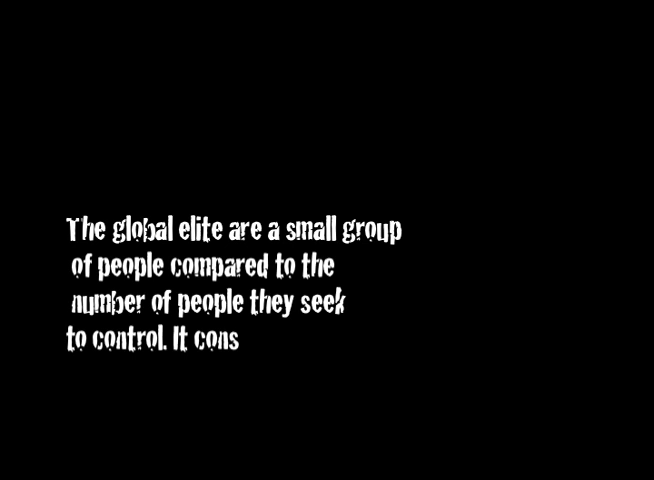 The global elite are a small group
of people compared to the
number of people they seek
to control. It cons